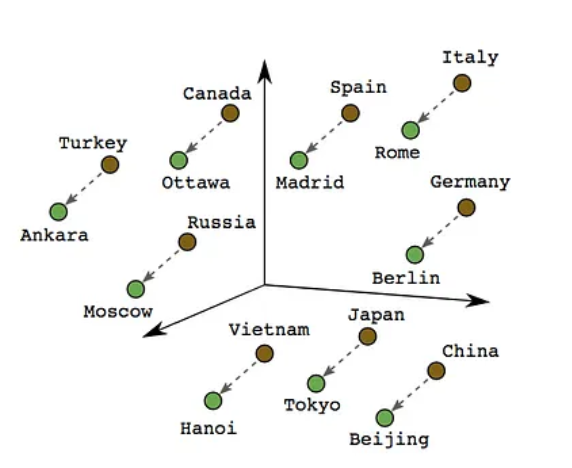 Italy
Spain
Canada
Turkey
Rome
Ottawa
Madrid
Germany
Russia
Ankara
Berlin
Moscow
Japan
Vietnam
China
Tokyo
Hanoi
Beijing